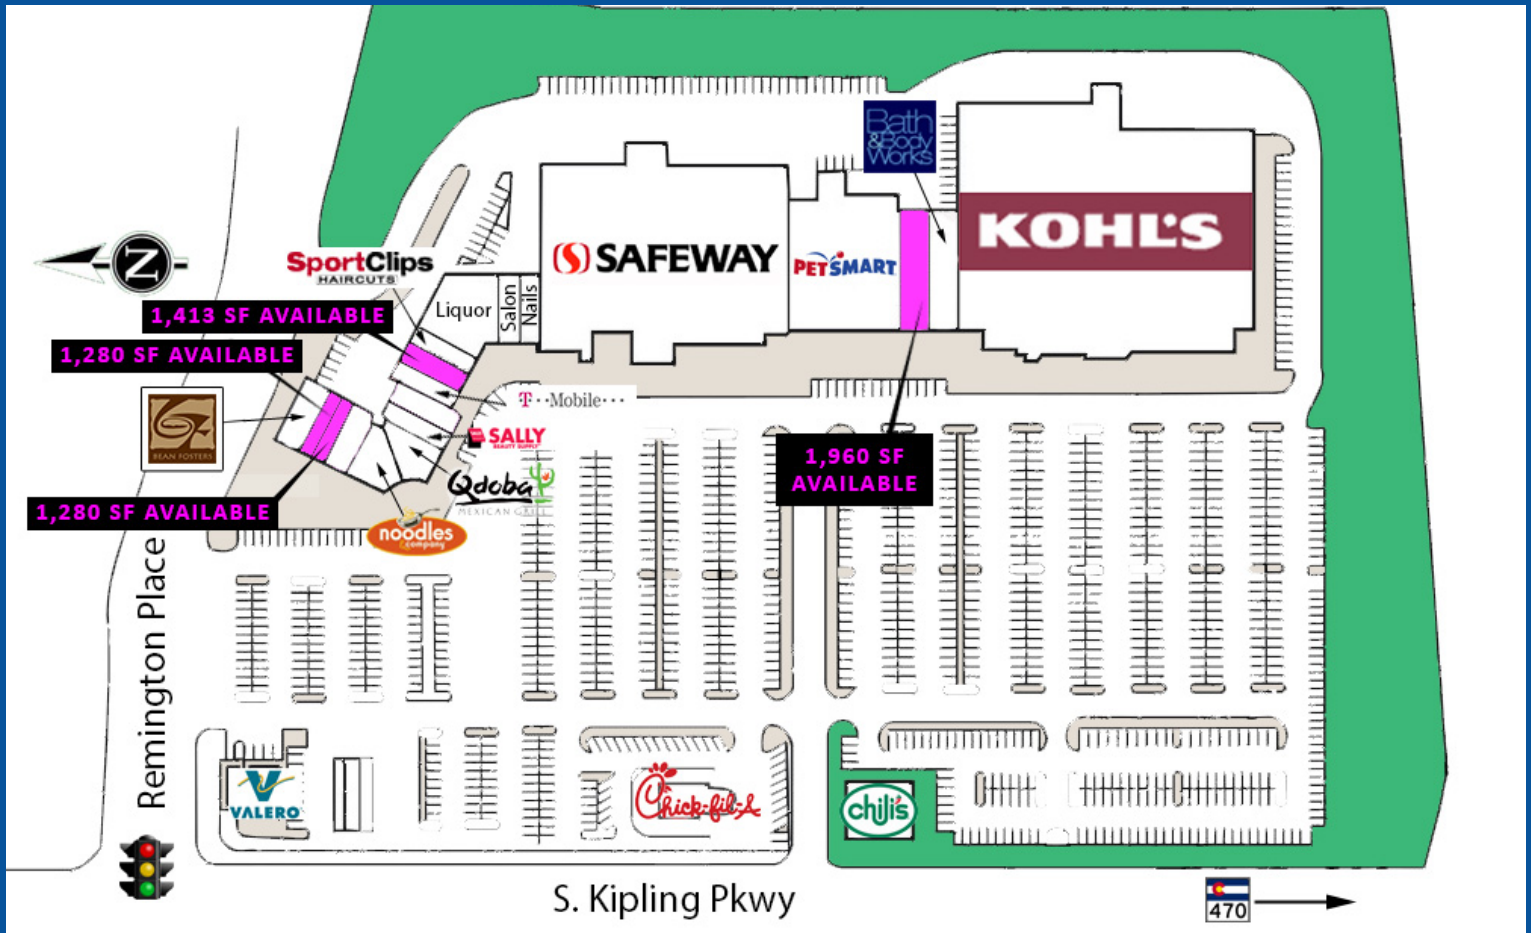 Bath
&Body
Works
KOHL'S
SAFEWAY
PETSMART
N
SportClips
HAIRCUTS
Liquor
Salon
Nails
1,413 SF AVAILABLE
1,280 SF AVAILABLE
T··Mobile···
BEAN FOSTERS
SALLY
BEAUTY SUPPLY
Qdoba
MEXICAN GRILL
1,960 SF
AVAILABLE
1,280 SF AVAILABLE
noodles
& company
Remington Place
V
VALERO
Chick-fil-A
chili's
S. Kipling Pkwy
470